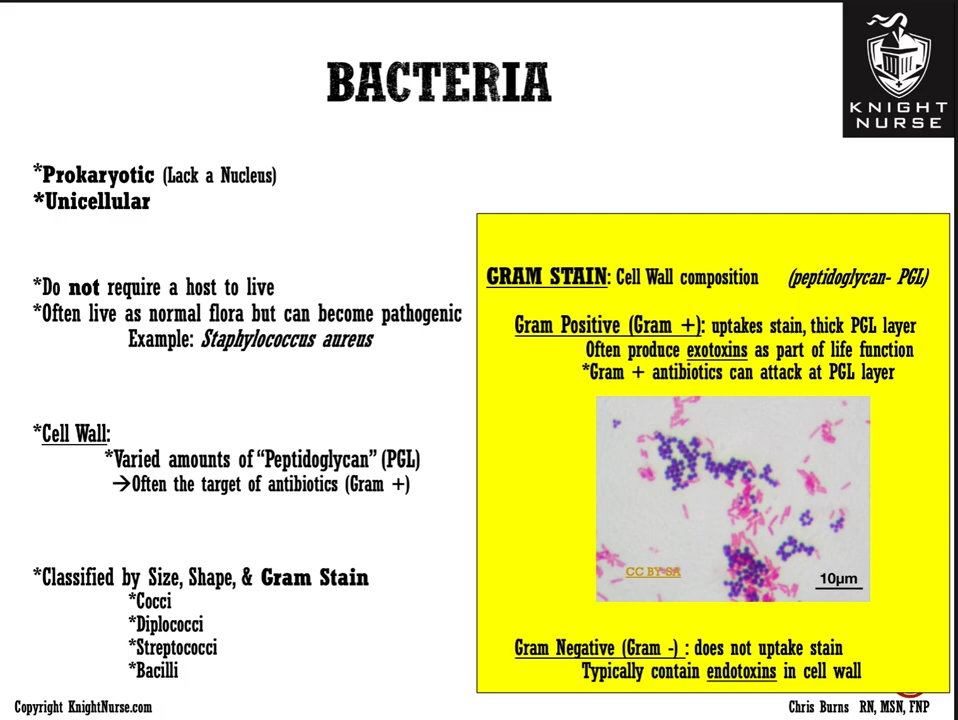 KNIGHT
NURSE
BACTERIA
*Prokaryotic (Lack a Nucleus)
*Unicellular
*Do not require a host to live
*Often live as normal flora but can become pathogenic
Example: Staphylococcus aureus
*Cell Wall:
*Varied amounts of “Peptidoglycan” (PGL)
→Often the target of antibiotics (Gram +)
*Classified by Size, Shape, & Gram Stain
*Cocci
*Diplococci
*Streptococci
*Bacilli
GRAM STAIN: Cell Wall composition (peptidoglycan- PGL)
Gram Positive (Gram +): uptakes stain, thick PGL layer
Often produce exotoxins as part of life function
*Gram + antibiotics can attack at PGL layer
CC BY-SA
10µm
Gram Negative (Gram -) : does not uptake stain
Typically contain endotoxins in cell wall
Copyright KnightNurse.com
Chris Burns RN, MSN, FNP